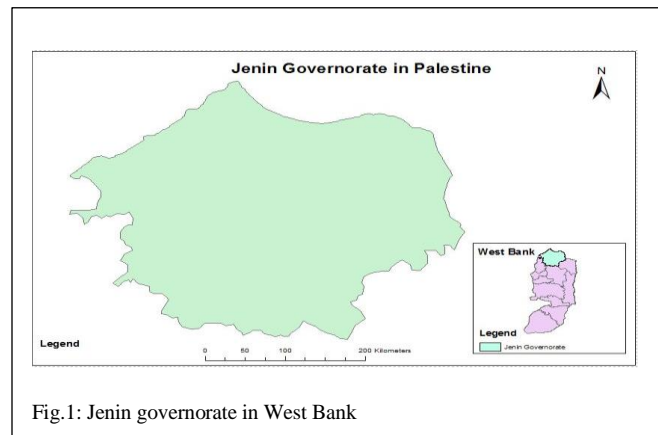 Jenin Governorate in Palestine
N
West Bank
Legend
Jenin Governorate
Legend
0 50 100 200 Kilometers
Fig.1: Jenin governorate in West Bank